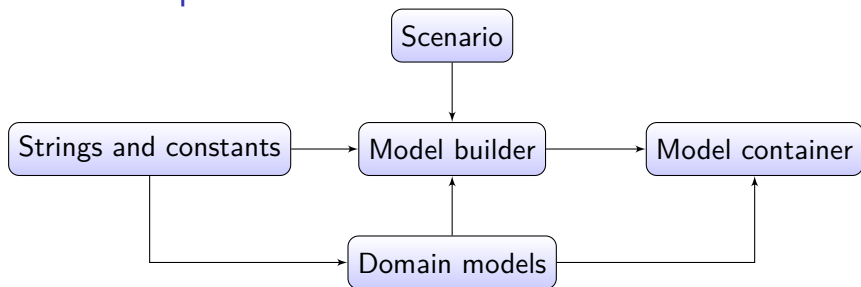 Scenario
Strings and constants
Model builder
Model container
Domain models